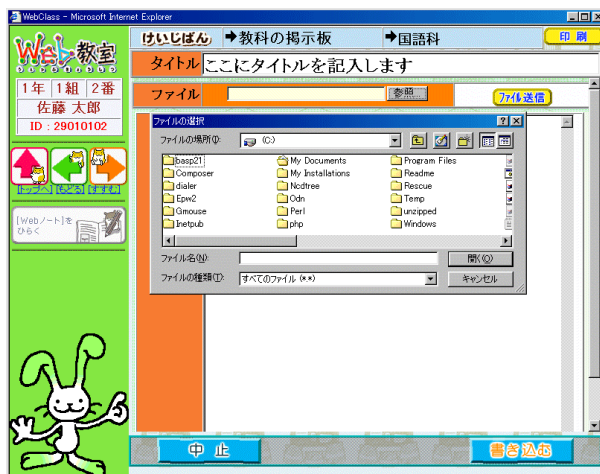 WebClass - Microsoft Internet Explorer
Web教室
けいじばん ➔教科の掲示板 ➔国語科 印 刷
タイトル ここにタイトルを記入します
1年 1組 2番
佐藤 太郎
ID : 29010102
ファイル 参照... ファイル送信
トップへ もどる すすむ
[Webノート]を
ひらく
ファイルの選択
ファイルの場所(I): (C:)
basp21 My Documents Program Files
Composer My Installations Readme
dialer Ncdtree Rescue
Epw2 Odn Temp
Gmouse Perl unzipped
Inetpub php Windows
ファイル名(N): 開く(O)
ファイルの種類(T): すべてのファイル (*.*) キャンセル
中 止 書き込む